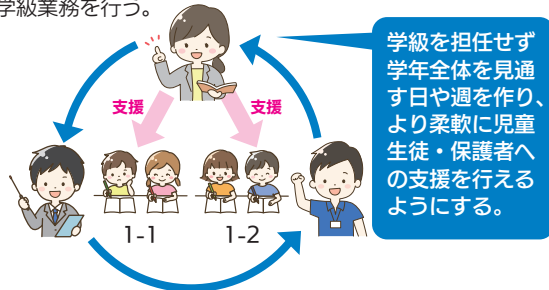 学級業務を行う。
学級を担任せず
学年全体を見通
す日や週を作り、
より柔軟に児童
生徒・保護者へ
の支援を行える
ようにする。
支援
支援
1-1
1-2